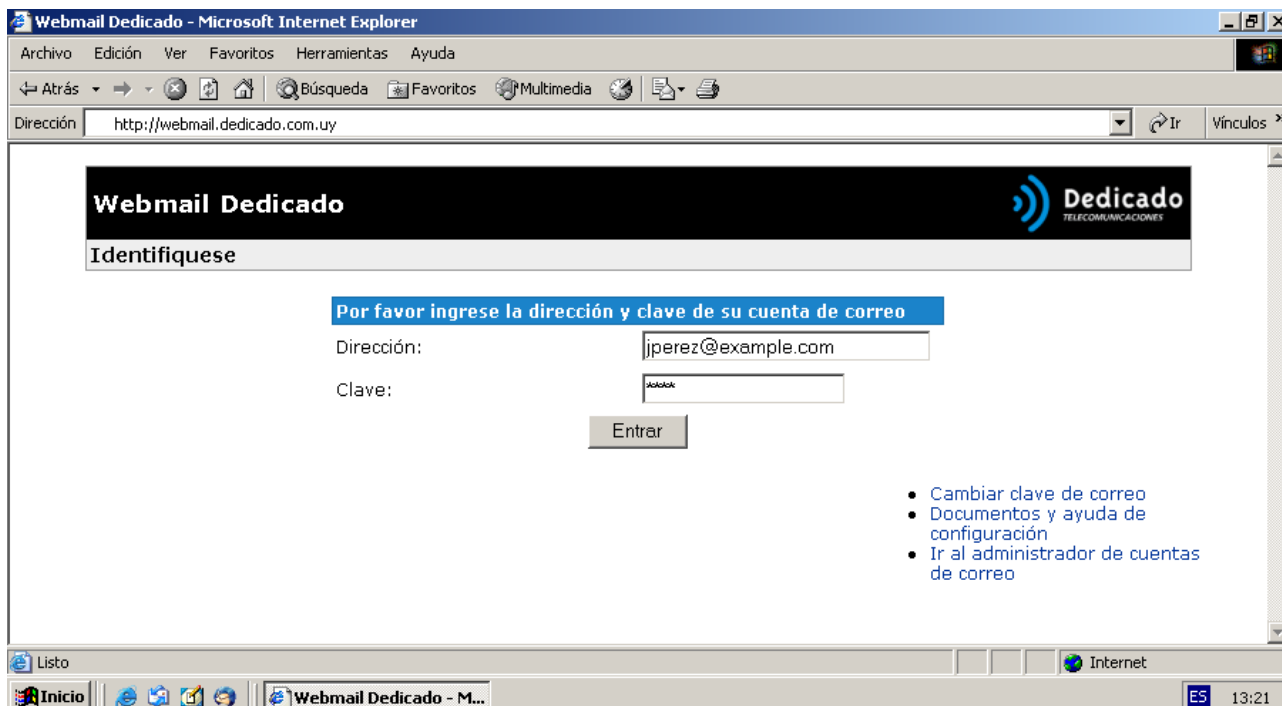 Webmail Dedicado - Microsoft Internet Explorer
Archivo Edición Ver Favoritos Herramientas Ayuda
Atrás Búsqueda Favoritos Multimedia
Dirección http://webmail.dedicado.com.uy Ir Vínculos »
Webmail Dedicado
Dedicado
TELECOMUNICACIONES
Identifiquese
Por favor ingrese la dirección y clave de su cuenta de correo
Dirección: jperez@example.com
Clave: *****
Entrar
• Cambiar clave de correo
• Documentos y ayuda de
configuración
• Ir al administrador de cuentas
de correo
Listo Internet
Inicio Webmail Dedicado - M... ES 13:21